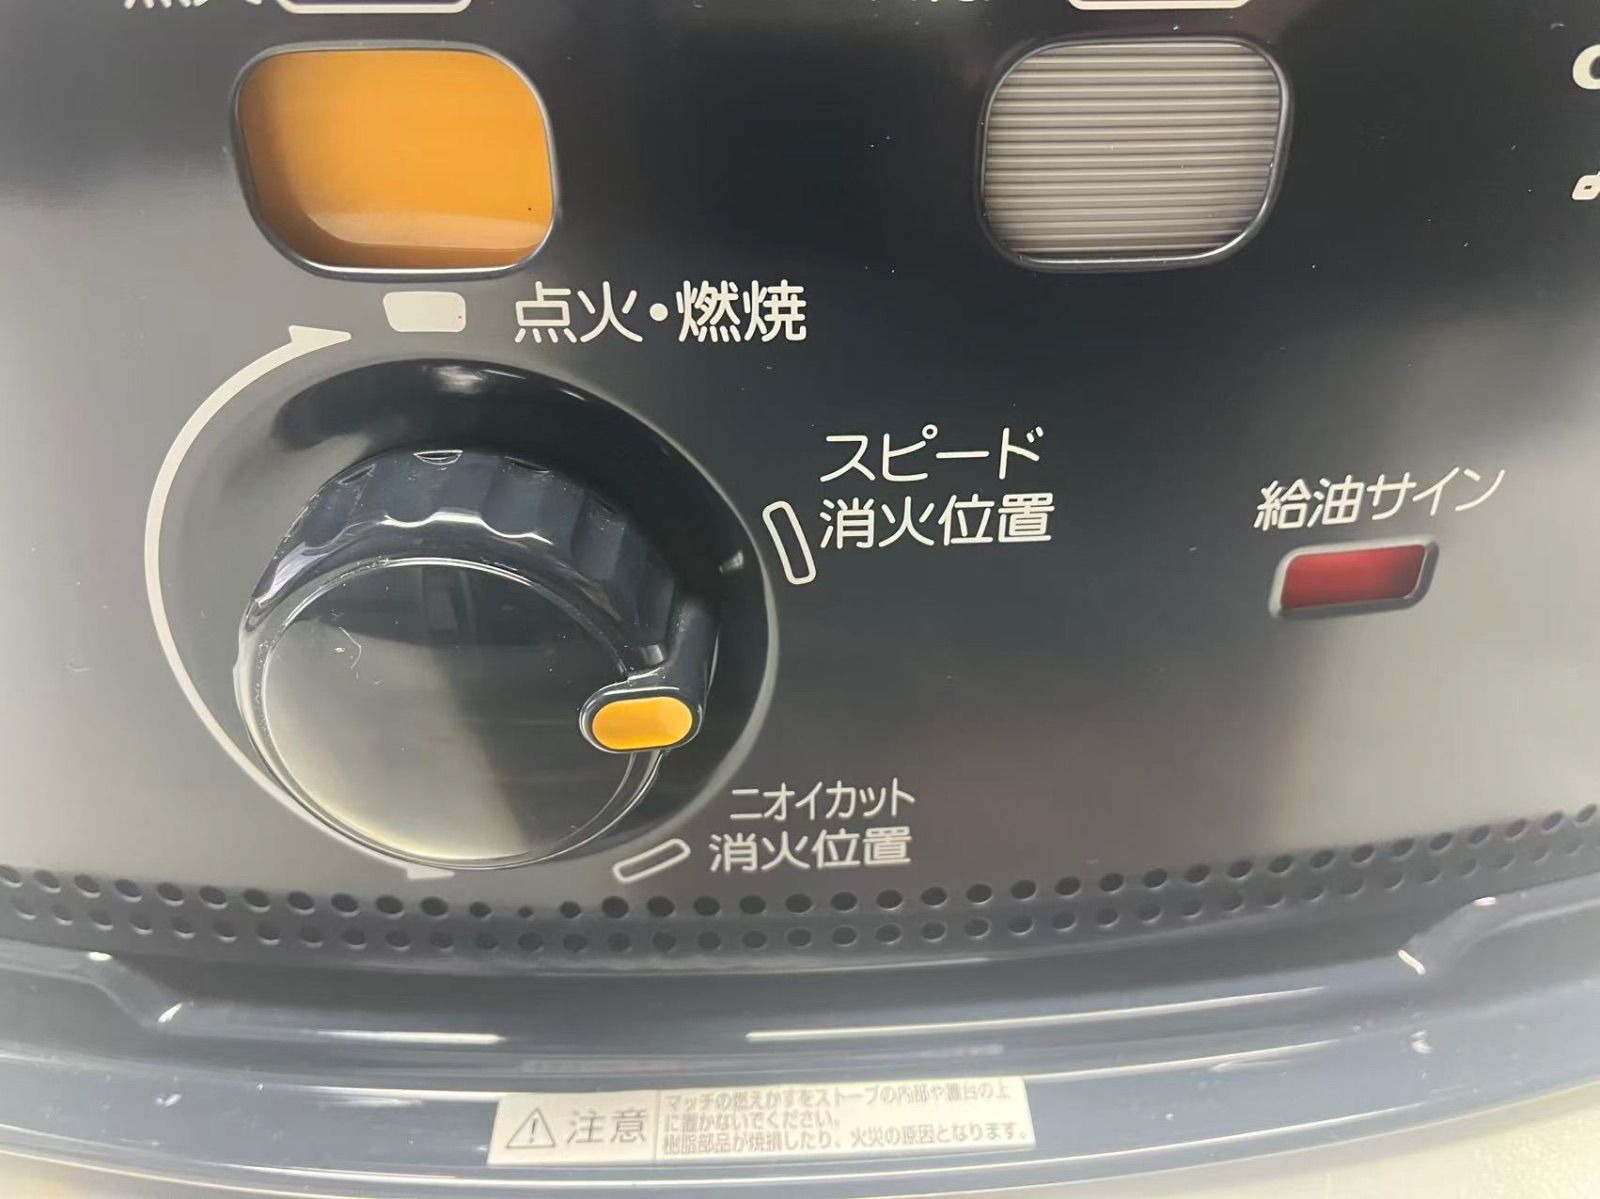 点火・燃焼
スピード
消火位置
給油サイン
ニオイカット
消火位置
注意
マッチの燃えかすをストーブの内部や置台の上
に置かないでください。
樹脂部品が焼損したり、火災の原因となります。